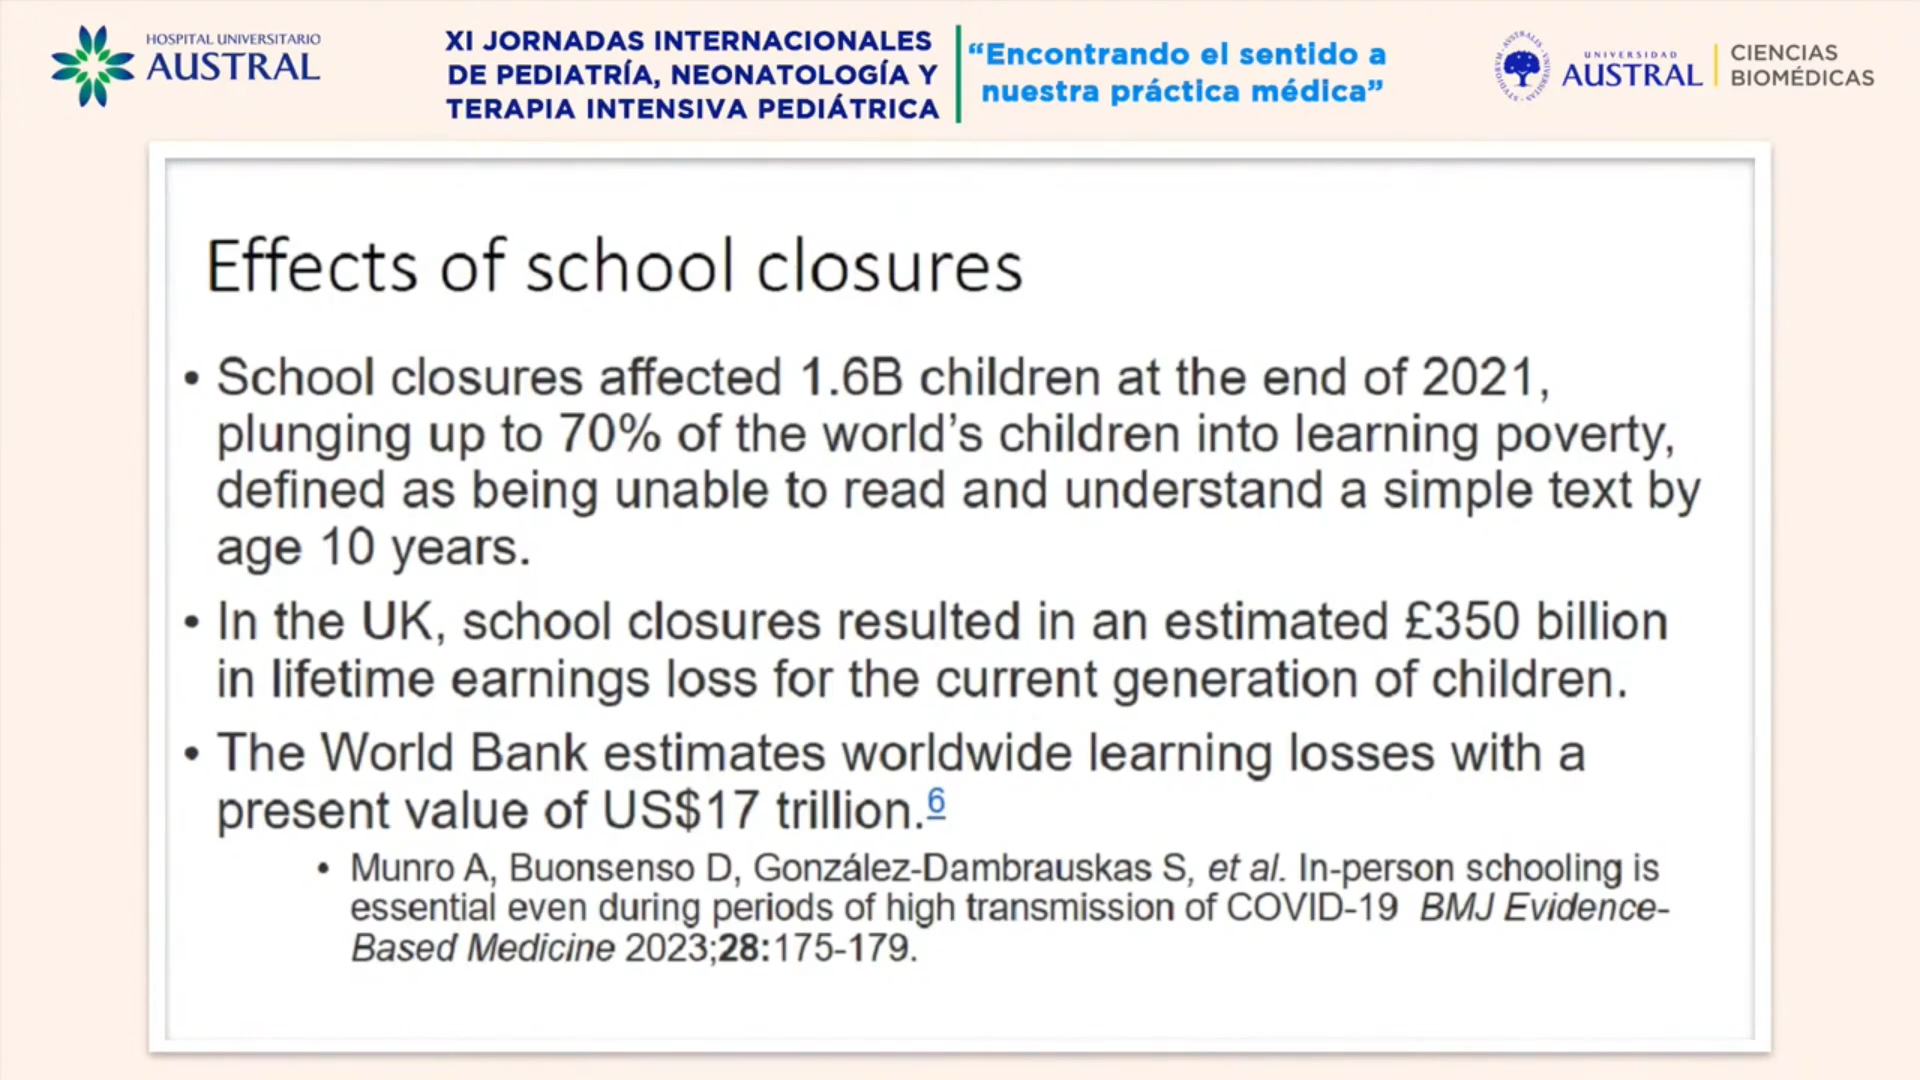 HOSPITAL UNIVERSITARIO
AUSTRAL
XI JORNADAS INTERNACIONALES
DE PEDIATRÍA, NEONATOLOGÍA Y
TERAPIA INTENSIVA PEDIÁTRICA
“Encontrando el sentido a
nuestra práctica médica”
UNIVERSIDAD
AUSTRAL
CIENCIAS
BIOMÉDICAS
Effects of school closures
• School closures affected 1.6B children at the end of 2021,
plunging up to 70% of the world’s children into learning poverty,
defined as being unable to read and understand a simple text by
age 10 years.
• In the UK, school closures resulted in an estimated £350 billion
in lifetime earnings loss for the current generation of children.
• The World Bank estimates worldwide learning losses with a
present value of US$17 trillion.6
• Munro A, Buonsenso D, González-Dambrauskas S, et al. In-person schooling is
essential even during periods of high transmission of COVID-19 BMJ Evidence-
Based Medicine 2023;28:175-179.